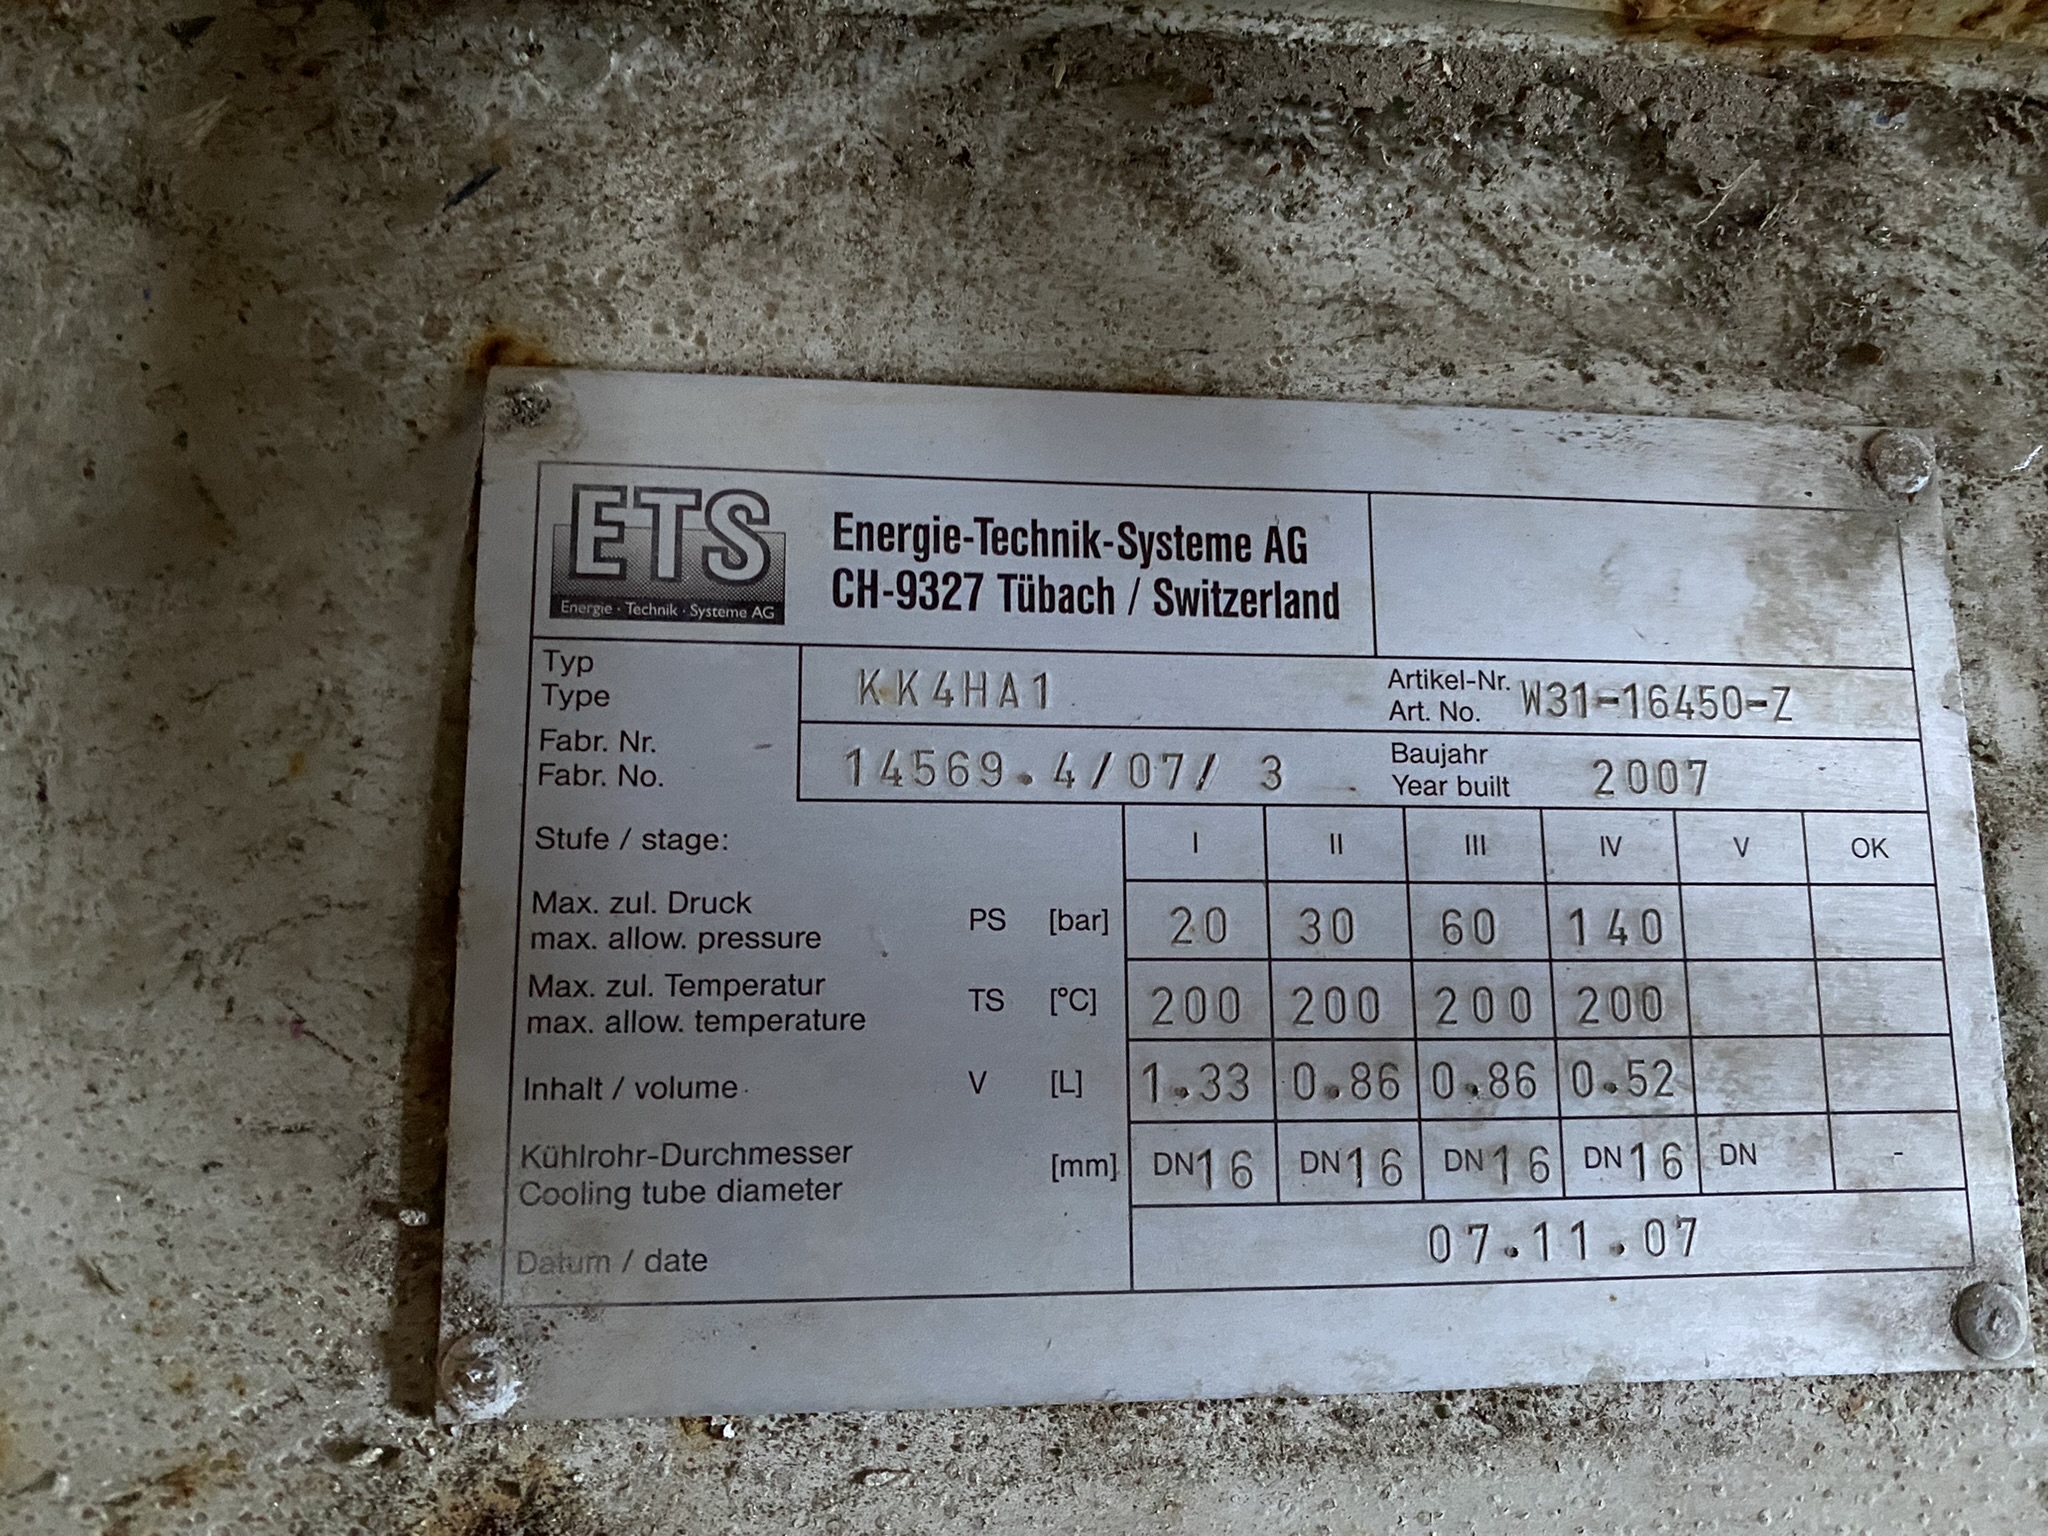 ETS
Energie · Technik · Systeme AG
Energie-Technik-Systeme AG
CH-9327 Tübach / Switzerland
Typ
Type
KK4HA1
Artikel-Nr.
Art. No.
W31-16450-Z
Fabr. Nr.
Fabr. No.
14569.4/07/ 3
Baujahr
Year built
2007
Stufe / stage: I II III IV V OK
Max. zul. Druck
max. allow. pressure
PS [bar] 20 30 60 140
Max. zul. Temperatur
max. allow. temperature
TS [°C] 200 200 200 200
Inhalt / volume V [L] 1.33 0.86 0.86 0.52
Kühlrohr-Durchmesser
Cooling tube diameter
[mm] DN16 DN16 DN16 DN16 DN -
Datum / date 07.11.07